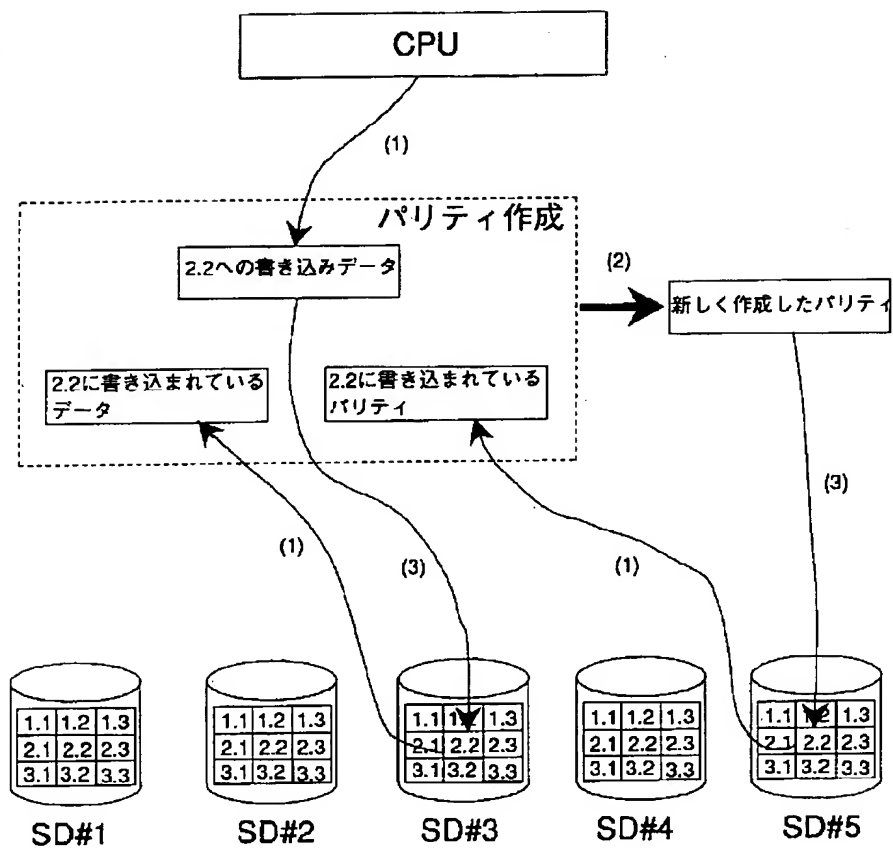 CPU
(1)
パリティ作成
2.2への書き込みデータ
(2)
新しく作成したパリティ
2.2に書き込まれている
データ
2.2に書き込まれている
パリティ
(1)
(3)
(1)
(3)
1.1 1.2 1.3
2.1 2.2 2.3
3.1 3.2 3.3
SD#1
1.1 1.2 1.3
2.1 2.2 2.3
3.1 3.2 3.3
SD#2
1.1 1.3
2.1 2.2 2.3
3.1 3.2 3.3
SD#3
1.1 1.2 1.3
2.1 2.2 2.3
3.1 3.2 3.3
SD#4
1.1 1.2 1.3
2.1 2.2 2.3
3.1 3.2 3.3
SD#5